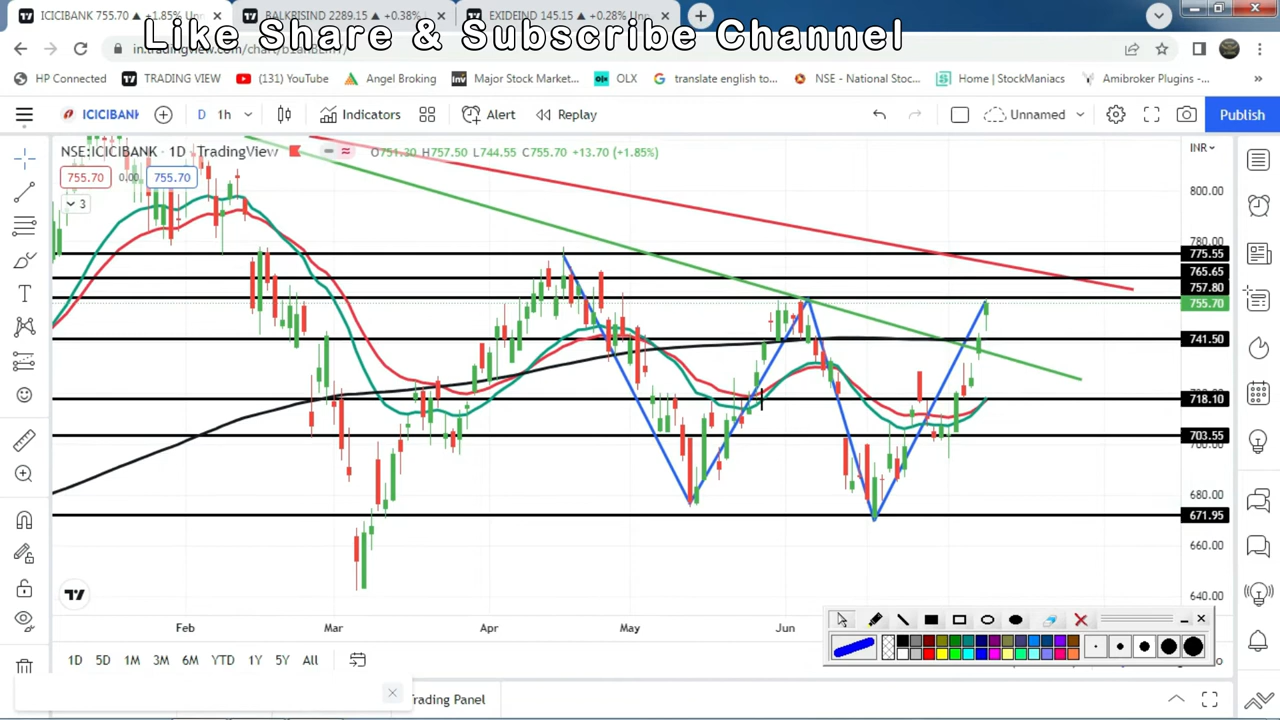 ICICIBANK 755.70 ▲ +1.85% Unna
BALKRISIND 2289.15 ▲ +0.38%
EXIDEIND 145.15 ▲ +0.28% Unna
Like Share & Subscribe Channel
HP Connected
TRADING VIEW
(131) YouTube
Angel Broking
Major Stock Market...
OLX
translate english to...
NSE - National Stoc...
Home | StockManiacs
Amibroker Plugins -...
»
ICICIBANK
D
1h
Indicators
Alert
Replay
Unnamed
Publish
NSE:ICICIBANK · 1D · TradingView
O751.30 H757.50 L744.55 C755.70 +13.70 (+1.85%)
INR
755.70
0.00
755.70
3
800.00
780.00
775.55
765.65
757.80
755.70
741.50
718.10
703.55
700.00
680.00
671.95
660.00
640.00
Feb
Mar
Apr
May
Jun
1D
5D
1M
3M
6M
YTD
1Y
5Y
All
Trading Panel